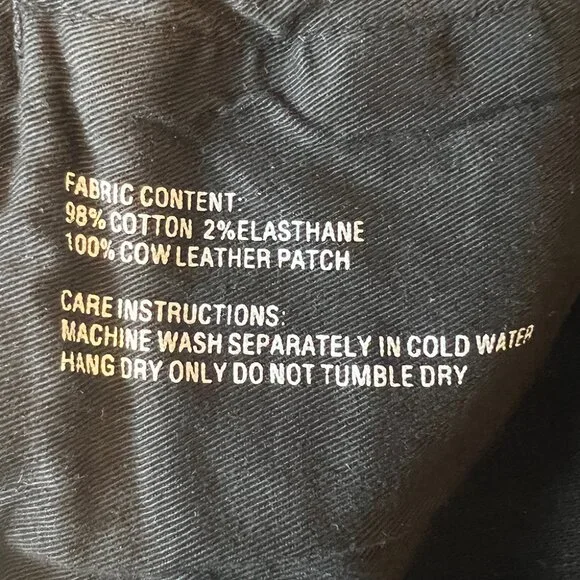 FABRIC CONTENT:
98% COTTON 2%ELASTHANE
100% COW LEATHER PATCH
CARE INSTRUCTIONS:
MACHINE WASH SEPARATELY IN COLD WATER
HANG DRY ONLY DO NOT TUMBLE DRY